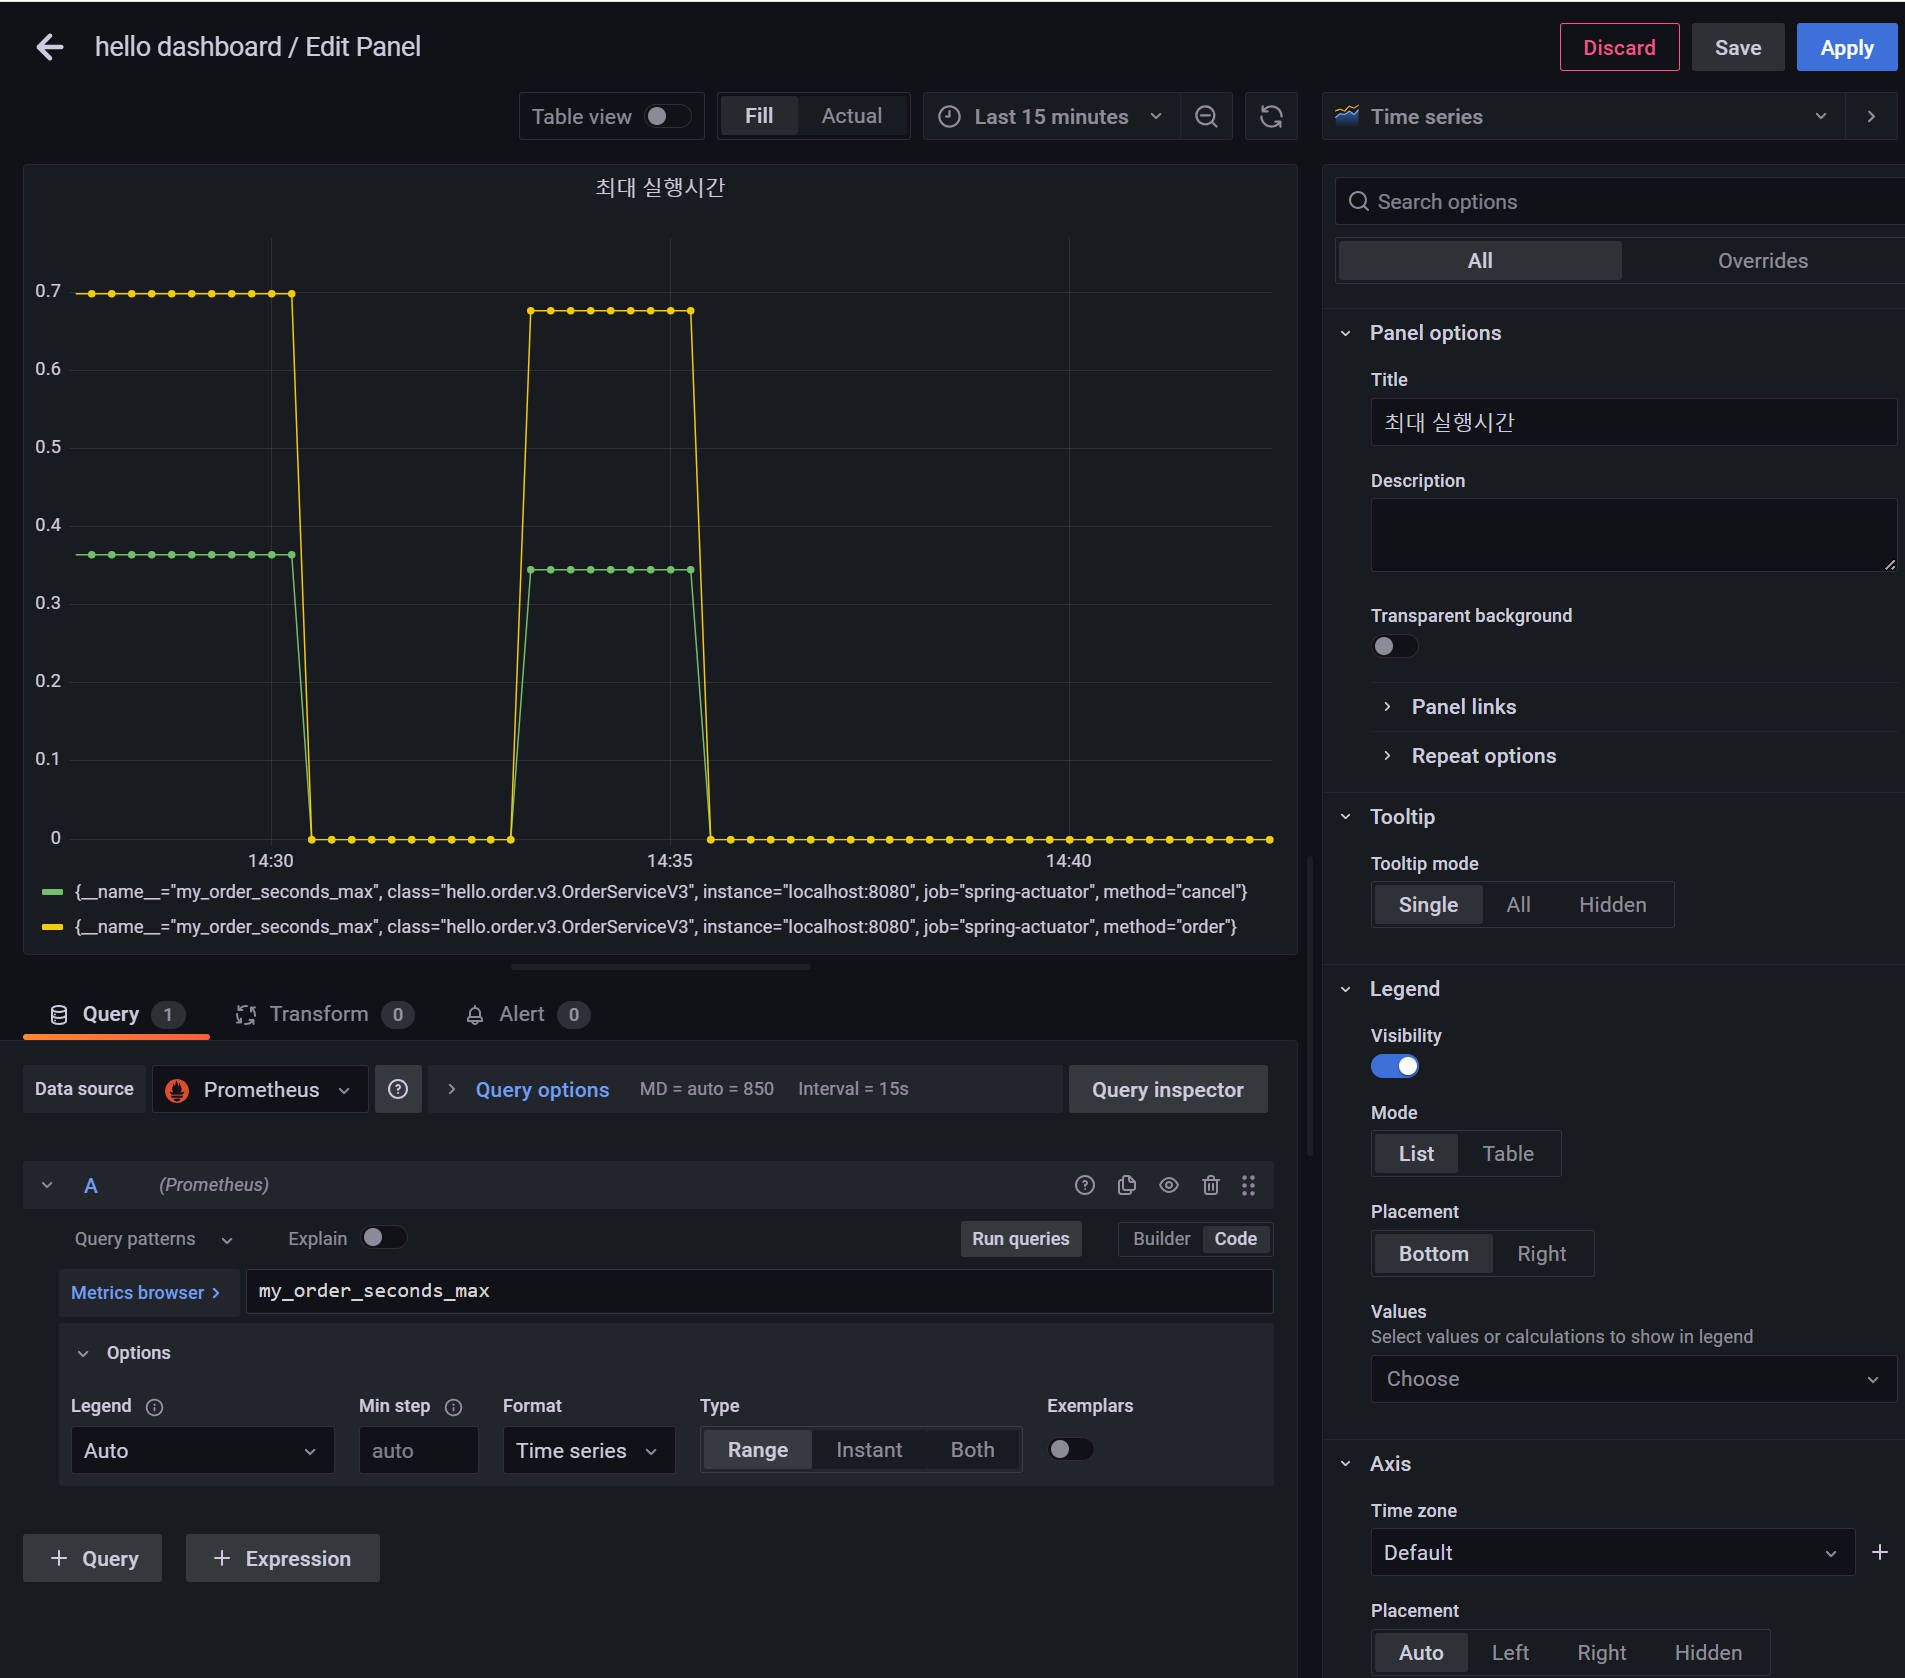 hello dashboard / Edit Panel
Discard
Save
Apply
Table view
Fill
Actual
Last 15 minutes
Time series
최대 실행시간
0.7
0.6
0.5
0.4
0.3
0.2
0.1
0
14:30
14:35
14:40
{__name__="my_order_seconds_max", class="hello.order.v3.OrderServiceV3", instance="localhost:8080", job="spring-actuator", method="cancel"}
{__name__="my_order_seconds_max", class="hello.order.v3.OrderServiceV3", instance="localhost:8080", job="spring-actuator", method="order"}
Query 1
Transform 0
Alert 0
Data source
Prometheus
Query options
MD = auto = 850
Interval = 15s
Query inspector
A
(Prometheus)
Query patterns
Explain
Run queries
Builder
Code
Metrics browser
my_order_seconds_max
Options
Legend
Min step
Format
Type
Exemplars
Auto
auto
Time series
Range
Instant
Both
+ Query
+ Expression
Search options
All
Overrides
Panel options
Title
최대 실행시간
Description
Transparent background
Panel links
Repeat options
Tooltip
Tooltip mode
Single
All
Hidden
Legend
Visibility
Mode
List
Table
Placement
Bottom
Right
Values
Select values or calculations to show in legend
Choose
Axis
Time zone
Default
Placement
Auto
Left
Right
Hidden